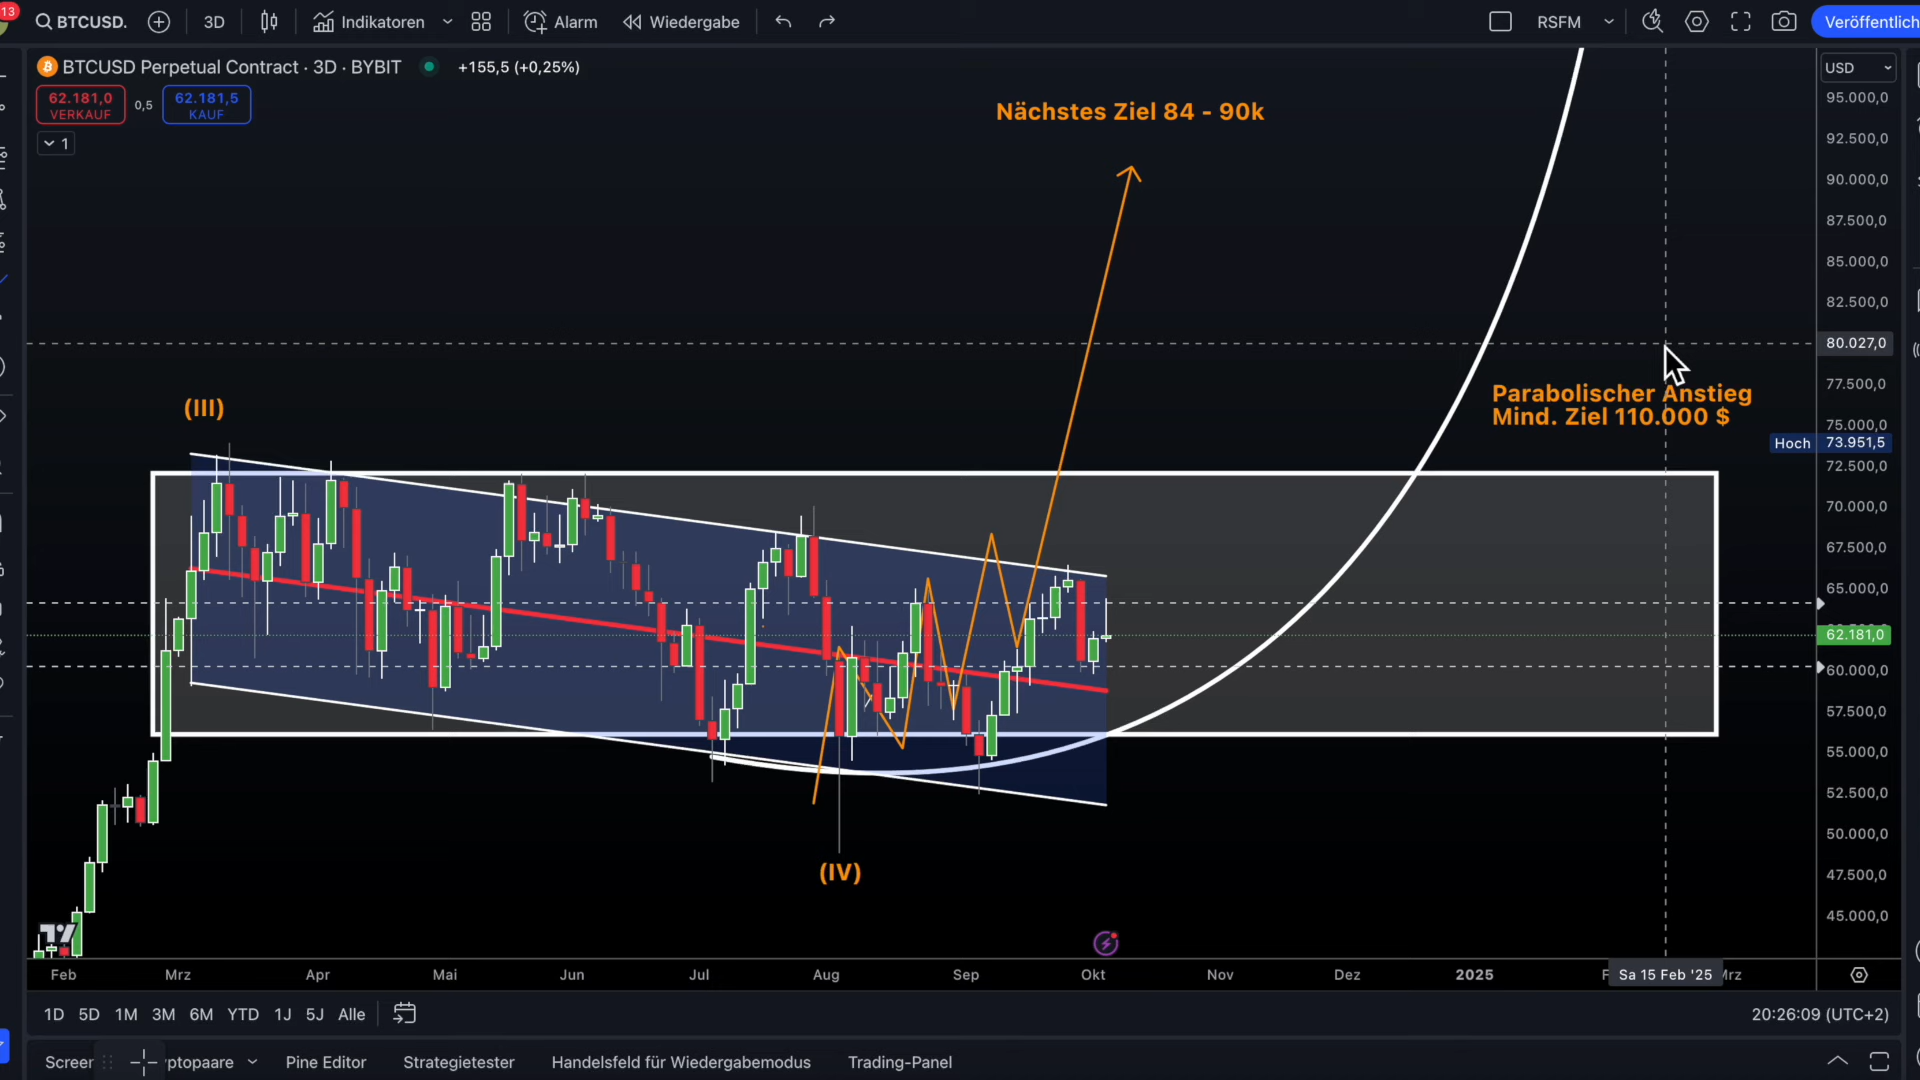 13
BTCUSD.
3D
Indikatoren
Alarm
Wiedergabe
RSFM
Veröffentlich
BTCUSD Perpetual Contract · 3D · BYBIT
+155,5 (+0,25%)
62.181,0
VERKAUF
0,5
62.181,5
KAUF
1
USD
Nächstes Ziel 84 - 90k
95.000,0
92.500,0
90.000,0
87.500,0
85.000,0
82.500,0
80.027,0
77.500,0
Parabolischer Anstieg
Mind. Ziel 110.000 $
75.000,0
Hoch 73.951,5
72.500,0
70.000,0
67.500,0
65.000,0
62.181,0
60.000,0
57.500,0
55.000,0
52.500,0
50.000,0
47.500,0
45.000,0
(III)
(IV)
Feb Mrz Apr Mai Jun Jul Aug Sep Okt Nov Dez 2025 Sa 15 Feb '25 Mrz
1D 5D 1M 3M 6M YTD 1J 5J Alle
20:26:09 (UTC+2)
Screen ptopaare Pine Editor Strategietester Handelsfeld für Wiedergabemodus Trading-Panel